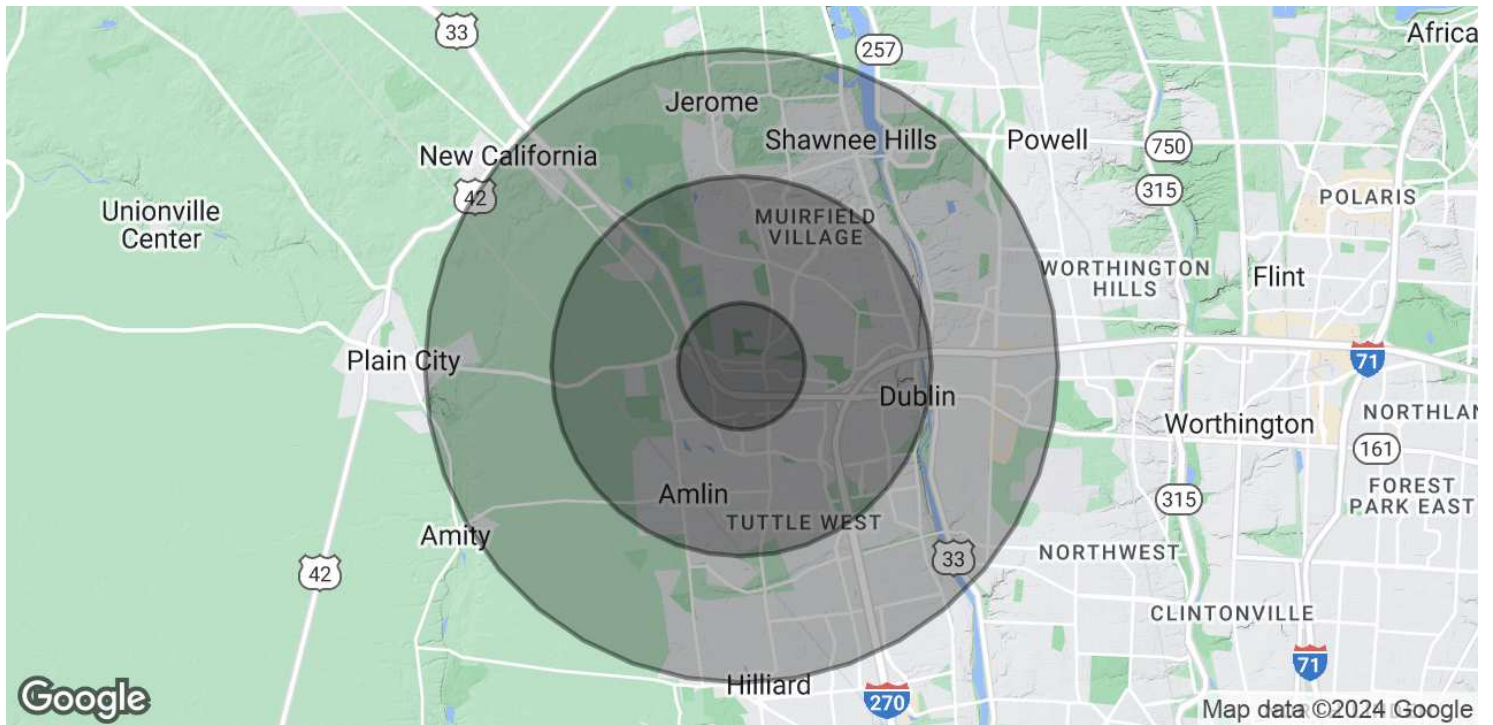 33
257
Africa
Jerome
Shawnee Hills
Powell
New California
750
42
315
POLARIS
Unionville
Center
MUIRFIELD
VILLAGE
WORTHINGTON
HILLS
Flint
Plain City
71
Dublin
Worthington
NORTHLAN
161
Amlin
315
FOREST
PARK EAST
TUTTLE WEST
Amity
33
NORTHWEST
42
CLINTONVILLE
71
Hilliard
270
Google
Map data ©2024 Google